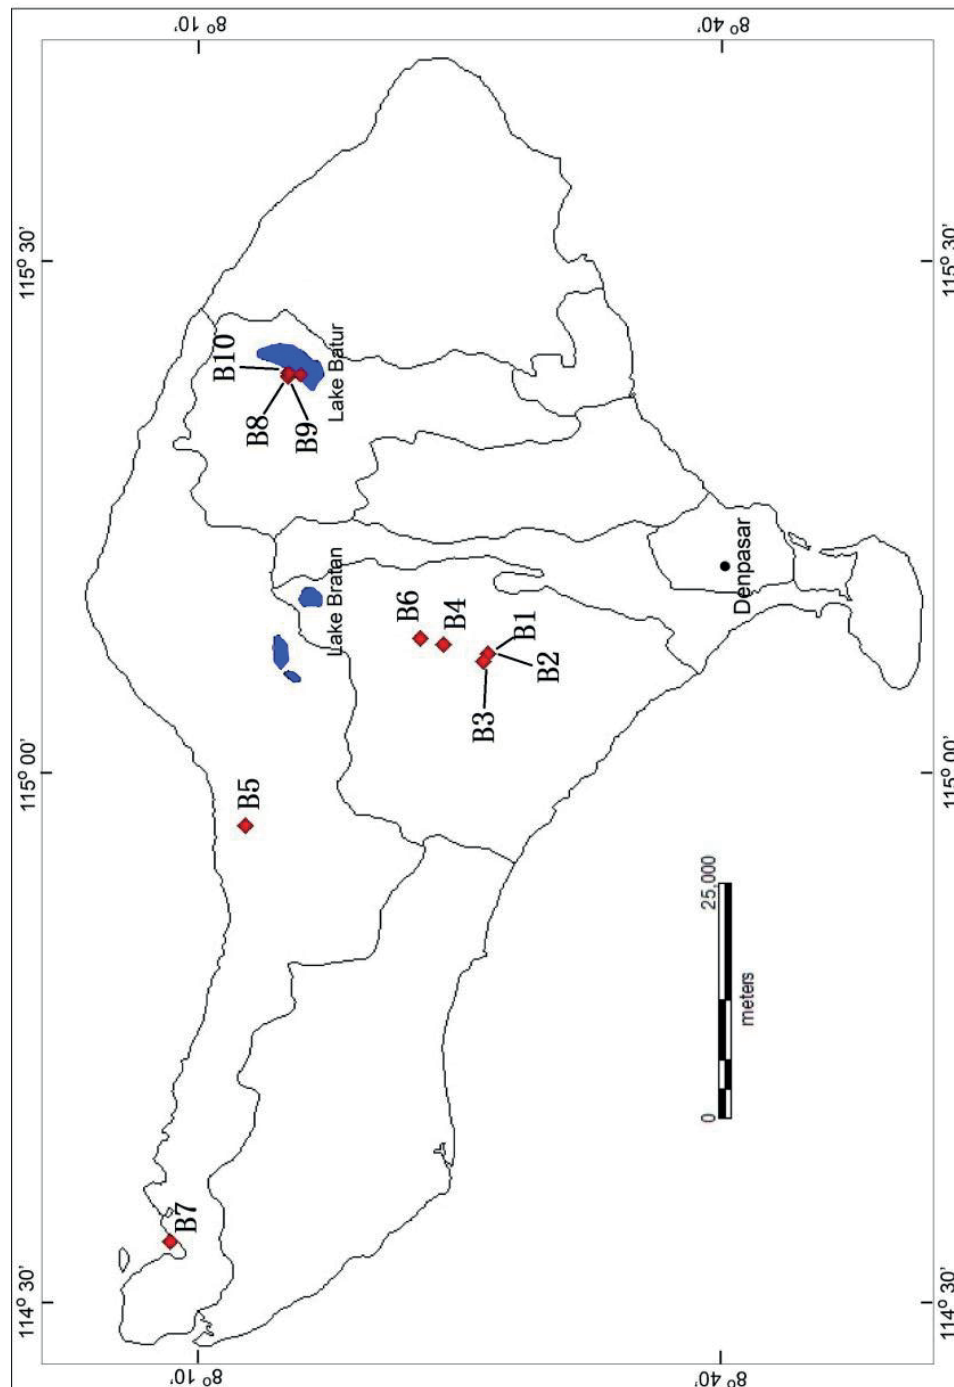 114° 30'
115° 00'
115° 30'
8° 10'
8° 10'
B7
B10
B5
B8
B9
Lake Bratan
Lake Batur
B6
B4
B3
B1
B2
0
25,000
meters
8° 40'
8° 40'
Denpasar
114° 30'
115° 00'
115° 30'